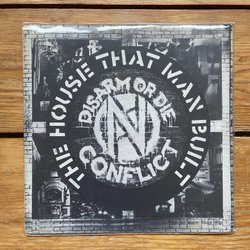 THE HOUSE THAT MAN BUILT
DISARM OR DIE
N
CONFLICT